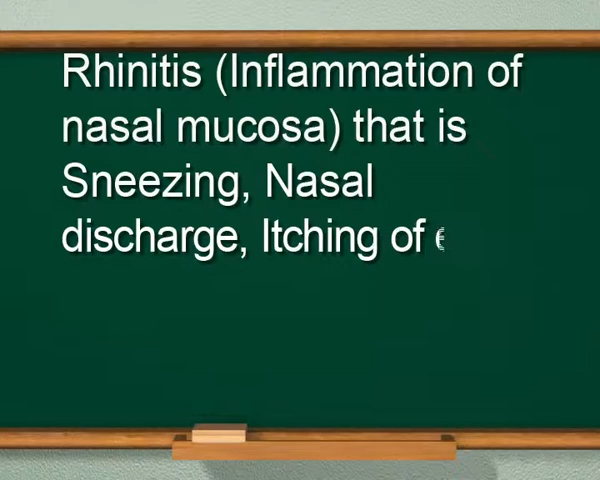 Rhinitis (Inflammation of
nasal mucosa) that is
Sneezing, Nasal
discharge, Itching of